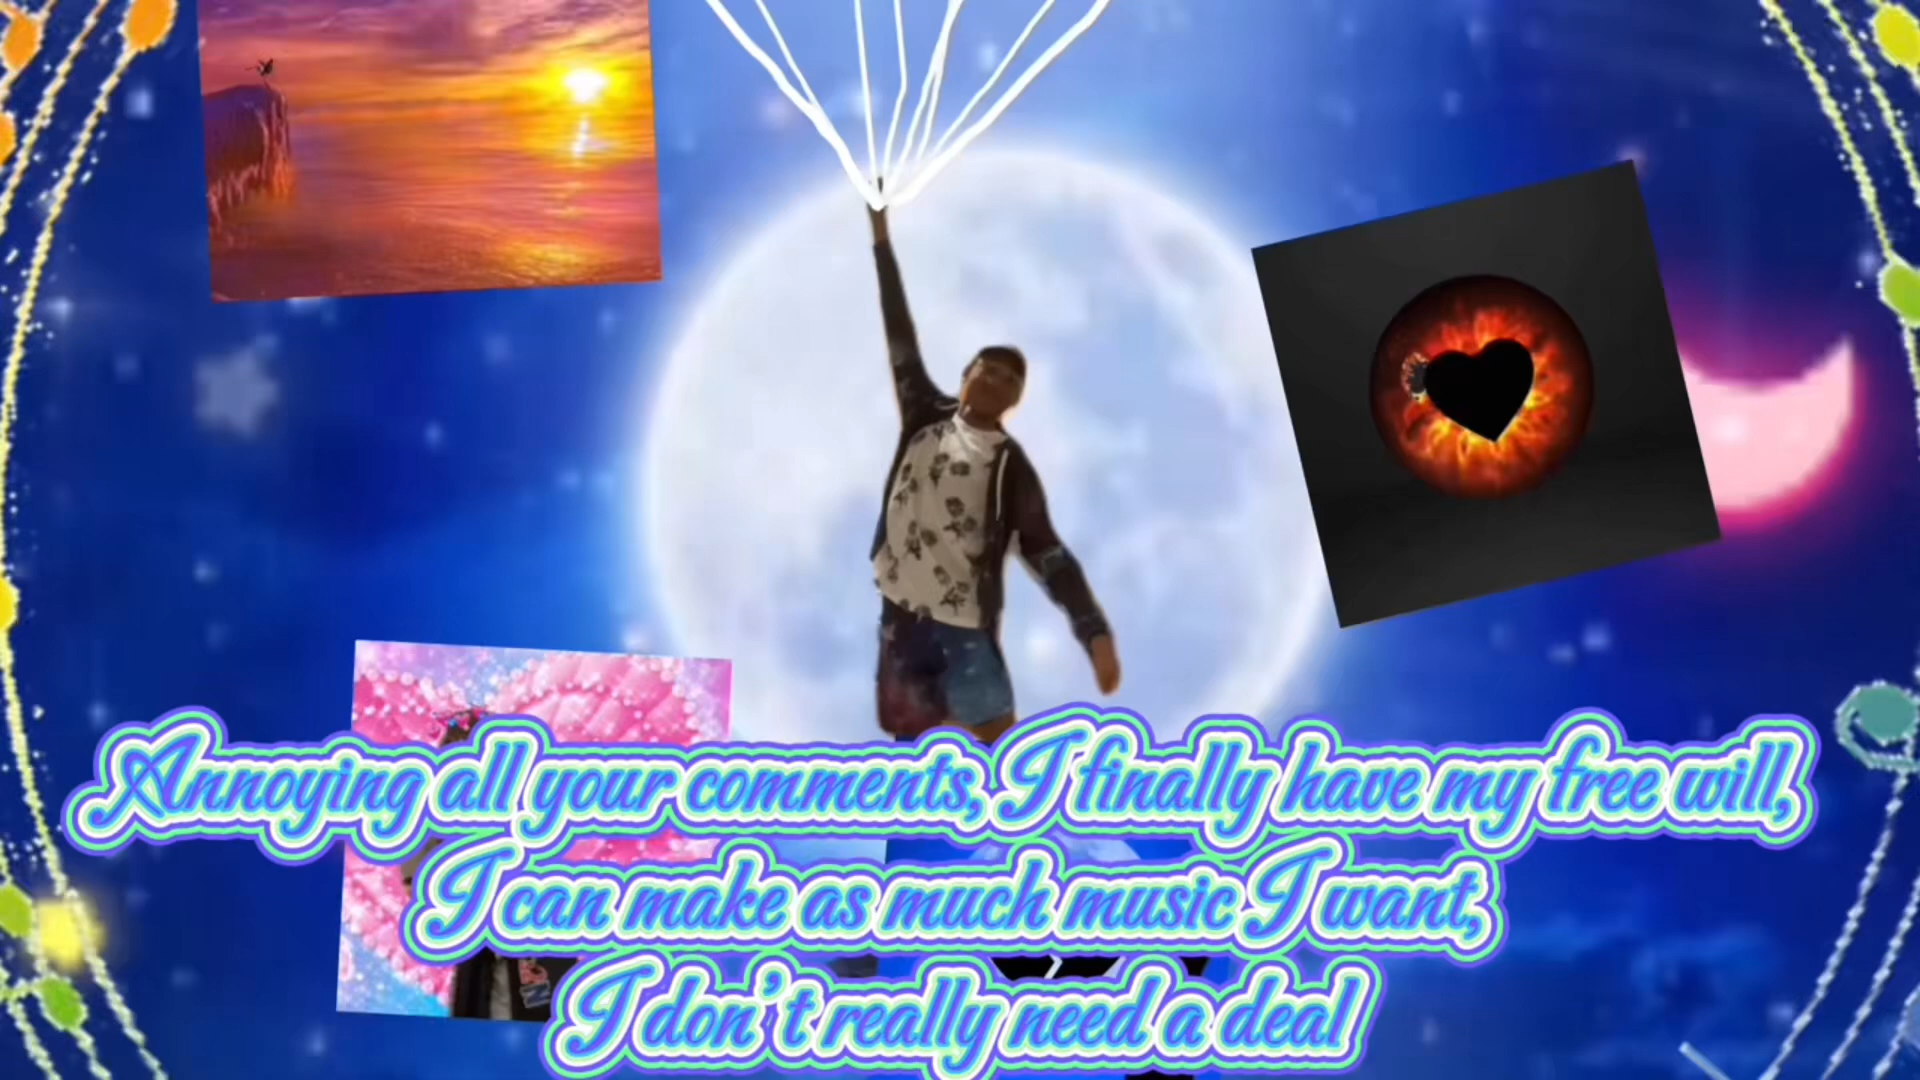 Annoying all your comments, I finally have my free will,
I can make as much music I want,
I don't really need a deal